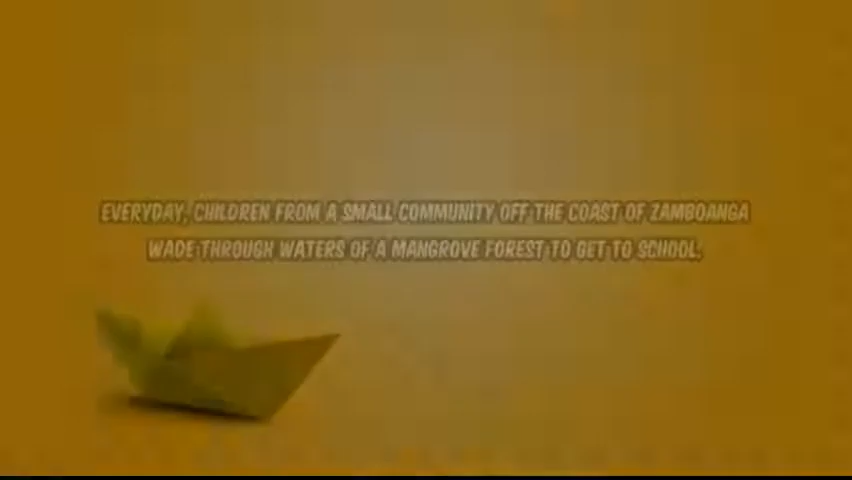 EVERYDAY, CHILDREN FROM A SMALL COMMUNITY OFF THE COAST OF ZAMBOANGA
WADE THROUGH WATERS OF A MANGROVE FOREST TO GET TO SCHOOL.